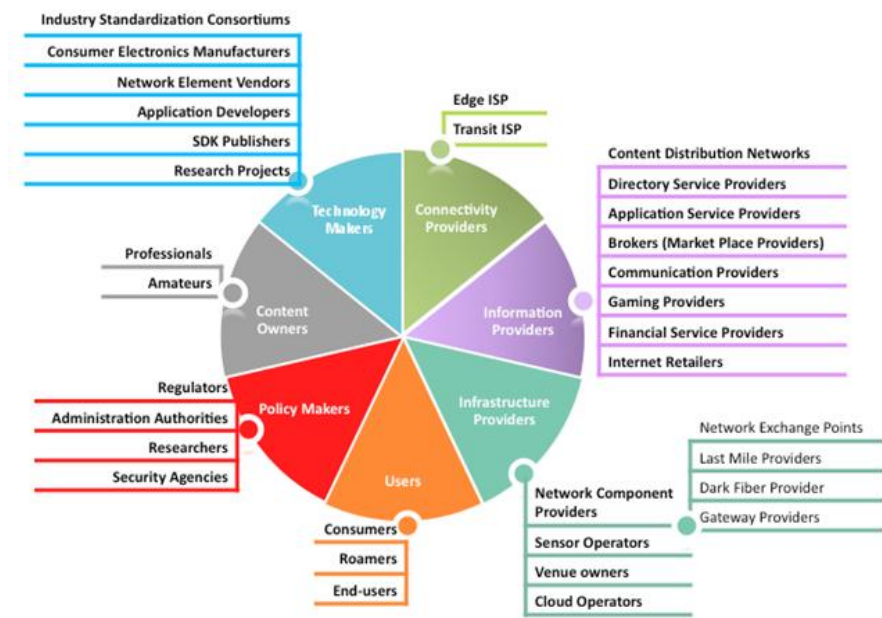 Industry Standardization Consortiums
Consumer Electronics Manufacturers
Network Element Vendors
Application Developers
SDK Publishers
Research Projects
Edge ISP
Transit ISP
Content Distribution Networks
Directory Service Providers
Application Service Providers
Brokers (Market Place Providers)
Communication Providers
Gaming Providers
Financial Service Providers
Internet Retailers
Technology
Makers
Connectivity
Providers
Professionals
Amateurs
Content
Owners
Information
Providers
Regulators
Administration Authorities
Researchers
Security Agencies
Policy Makers
Infrastructure
Providers
Users
Network Exchange Points
Last Mile Providers
Dark Fiber Provider
Gateway Providers
Network Component
Providers
Sensor Operators
Venue owners
Cloud Operators
Consumers
Roamers
End-users